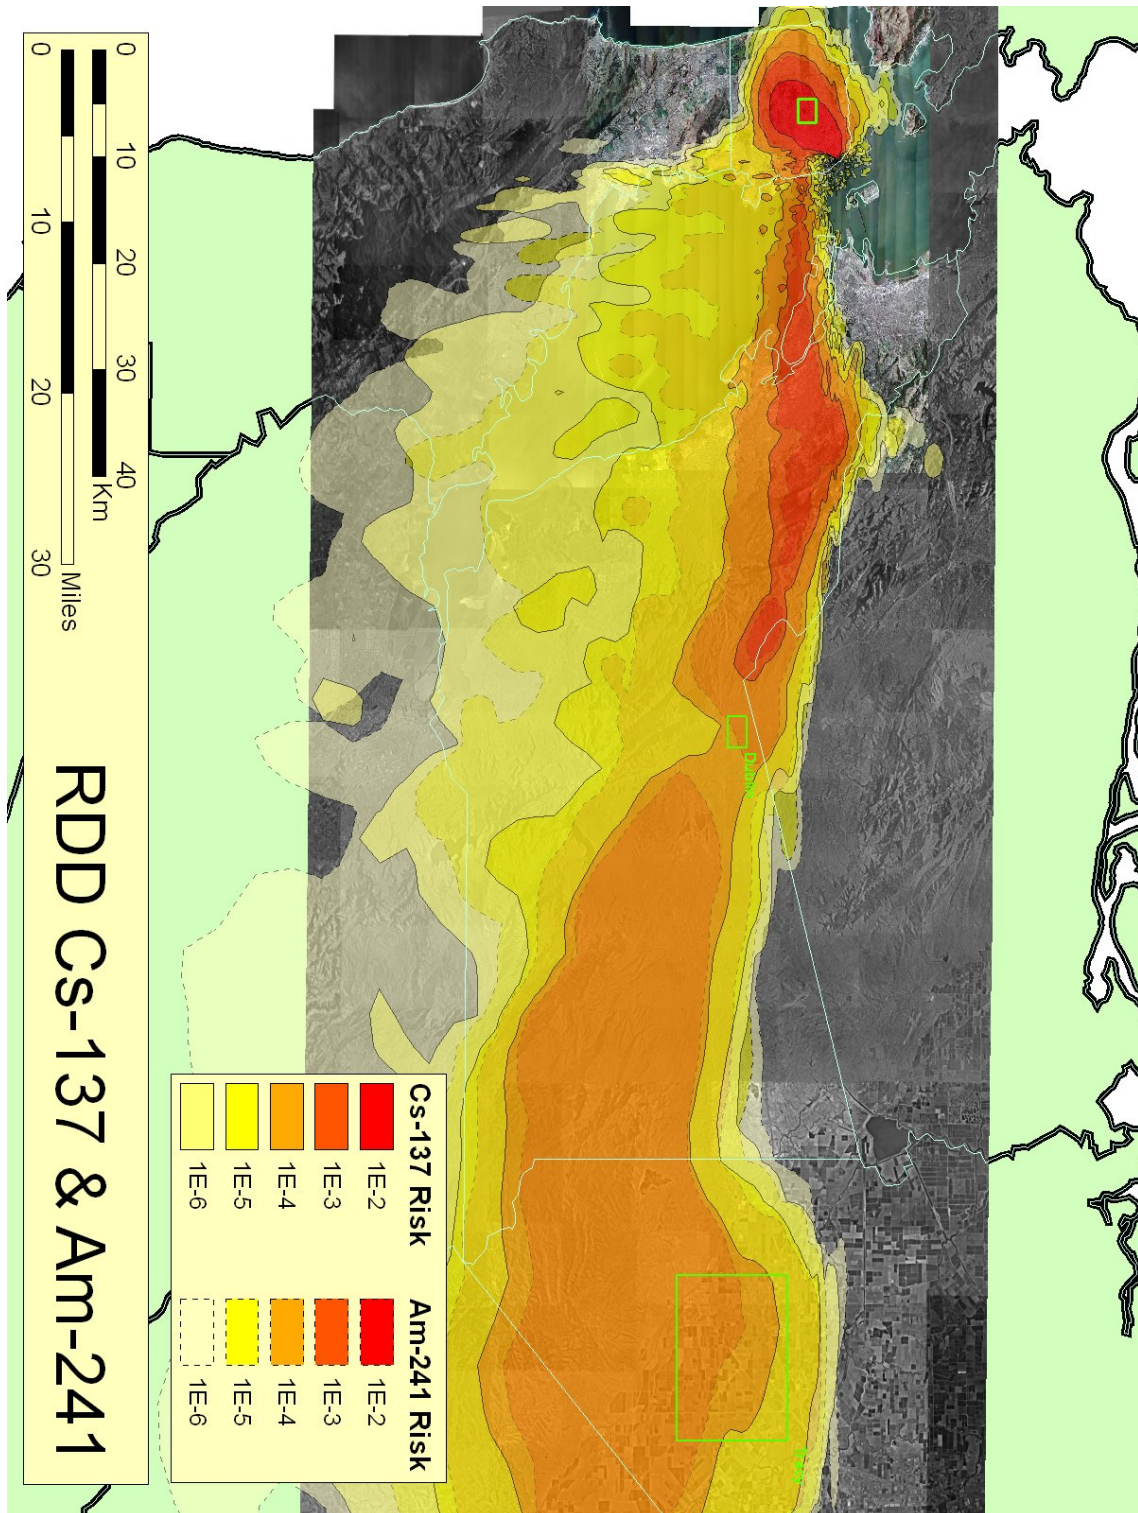 Dublin
Tracy
Cs-137 Risk
1E-2
1E-3
1E-4
1E-5
1E-6
Am-241 Risk
1E-2
1E-3
1E-4
1E-5
1E-6
0 10 20 30 40 Km
0 10 20 30 Miles
RDD Cs-137 & Am-241